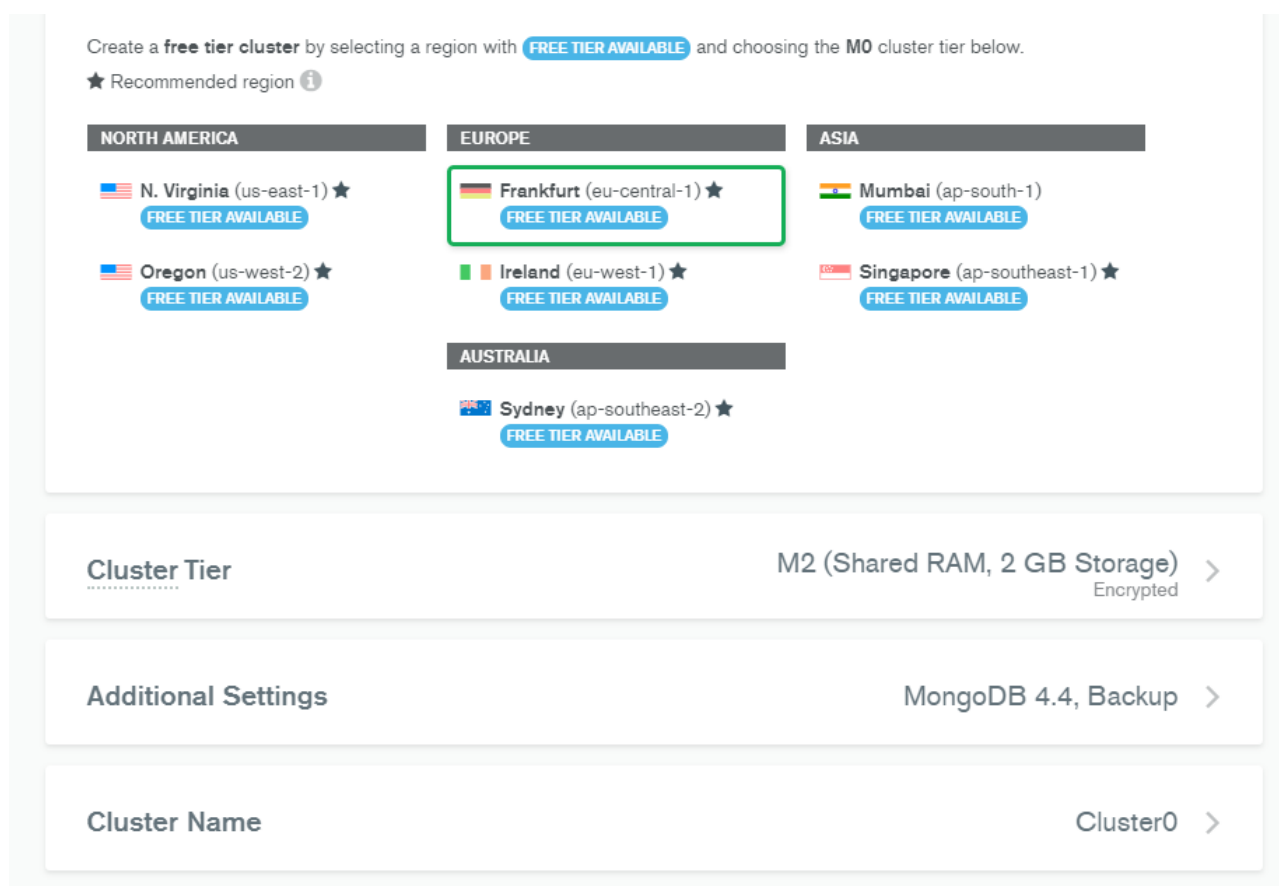 Create a free tier cluster by selecting a region with FREE TIER AVAILABLE and choosing the M0 cluster tier below.
★ Recommended region
NORTH AMERICA
N. Virginia (us-east-1) ★
FREE TIER AVAILABLE
Oregon (us-west-2) ★
FREE TIER AVAILABLE
EUROPE
Frankfurt (eu-central-1) ★
FREE TIER AVAILABLE
Ireland (eu-west-1) ★
FREE TIER AVAILABLE
AUSTRALIA
Sydney (ap-southeast-2) ★
FREE TIER AVAILABLE
ASIA
Mumbai (ap-south-1)
FREE TIER AVAILABLE
Singapore (ap-southeast-1) ★
FREE TIER AVAILABLE
Cluster Tier
M2 (Shared RAM, 2 GB Storage)
Encrypted
Additional Settings
MongoDB 4.4, Backup
Cluster Name
Cluster0